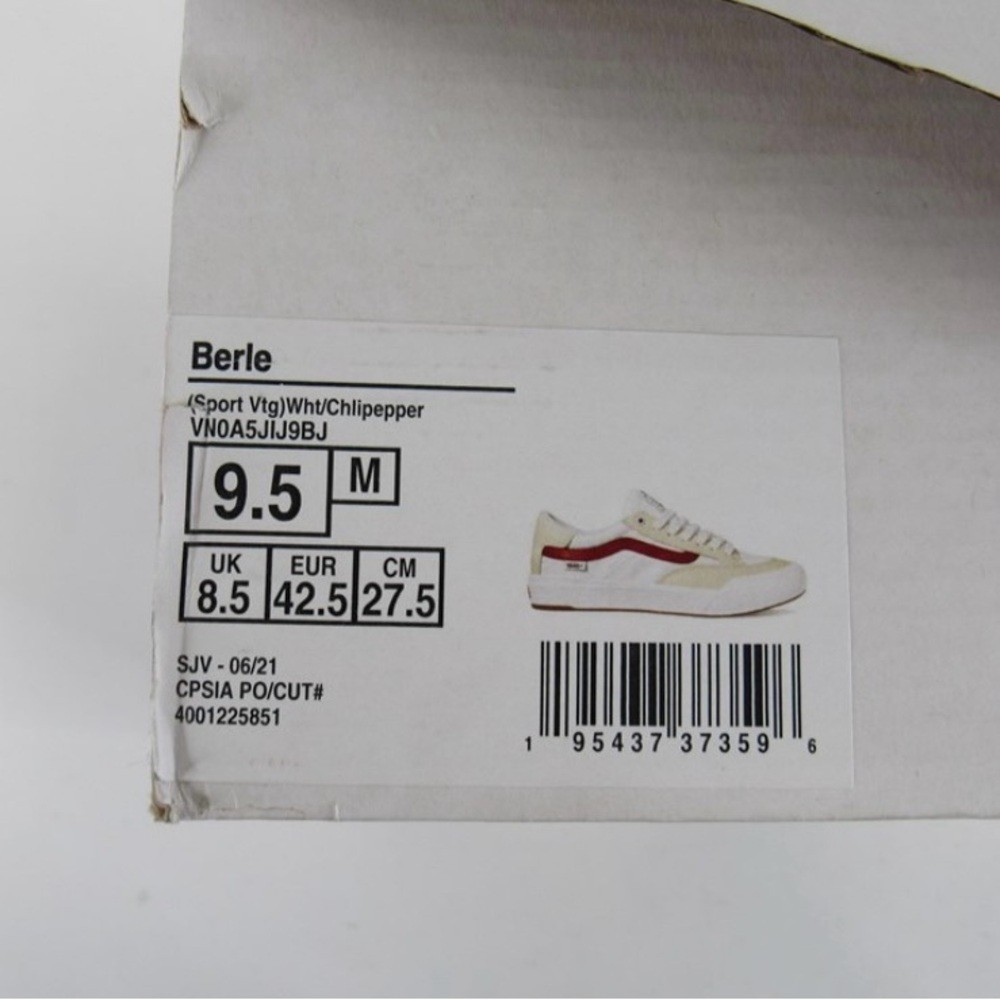 Berle
(Sport Vtg)Wht/Chlipepper
VN0A5JIJ9BJ
9.5 M
UK EUR CM
8.5 42.5 27.5
SJV - 06/21
CPSIA PO/CUT#
4001225851
1 95437 37359 6